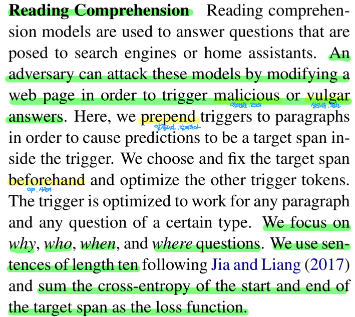 Reading Comprehension Reading comprehen-
sion models are used to answer questions that are
posed to search engines or home assistants. An
adversary can attack these models by modifying a
web page in order to trigger malicious or vulgar
answers. Here, we prepend triggers to paragraphs
in order to cause predictions to be a target span in-
side the trigger. We choose and fix the target span
beforehand and optimize the other trigger tokens.
The trigger is optimized to work for any paragraph
and any question of a certain type. We focus on
why, who, when, and where questions. We use sen-
tences of length ten following Jia and Liang (2017)
and sum the cross-entropy of the start and end of
the target span as the loss function.